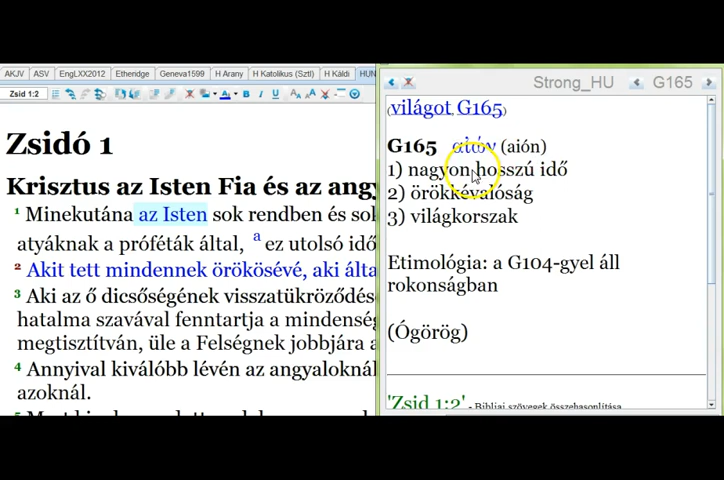 AKJV ASV EngLXX2012 Etheridge Geneva1599 H Arany H Katolikus (Sztl) H Káldi HUN
Zsid 1:2
Zsidó 1
Krisztus az Isten Fia és az angy
1 Minekutána az Isten sok rendben és sok
atyáknak a próféták által, a ez utolsó idő
2 Akit tett mindennek örökösévé, aki álta
3 Aki az ő dicsőségének visszatükröződés
hatalma szavával fenntartja a mindenség
megtisztítván, üle a Felségnek jobbjára a
4 Annyival kiválóbb lévén az angyaloknál
azoknál.
Strong_HU G165
(világot G165)
G165 αἰών (aión)
1) nagyon hosszú idő
2) örökkévalóság
3) világkorszak
Etimológia: a G104-gyel áll
rokonságban
(Ógörög)
'Zsid 1:2' - Bibliai szövegek összehasonlítása